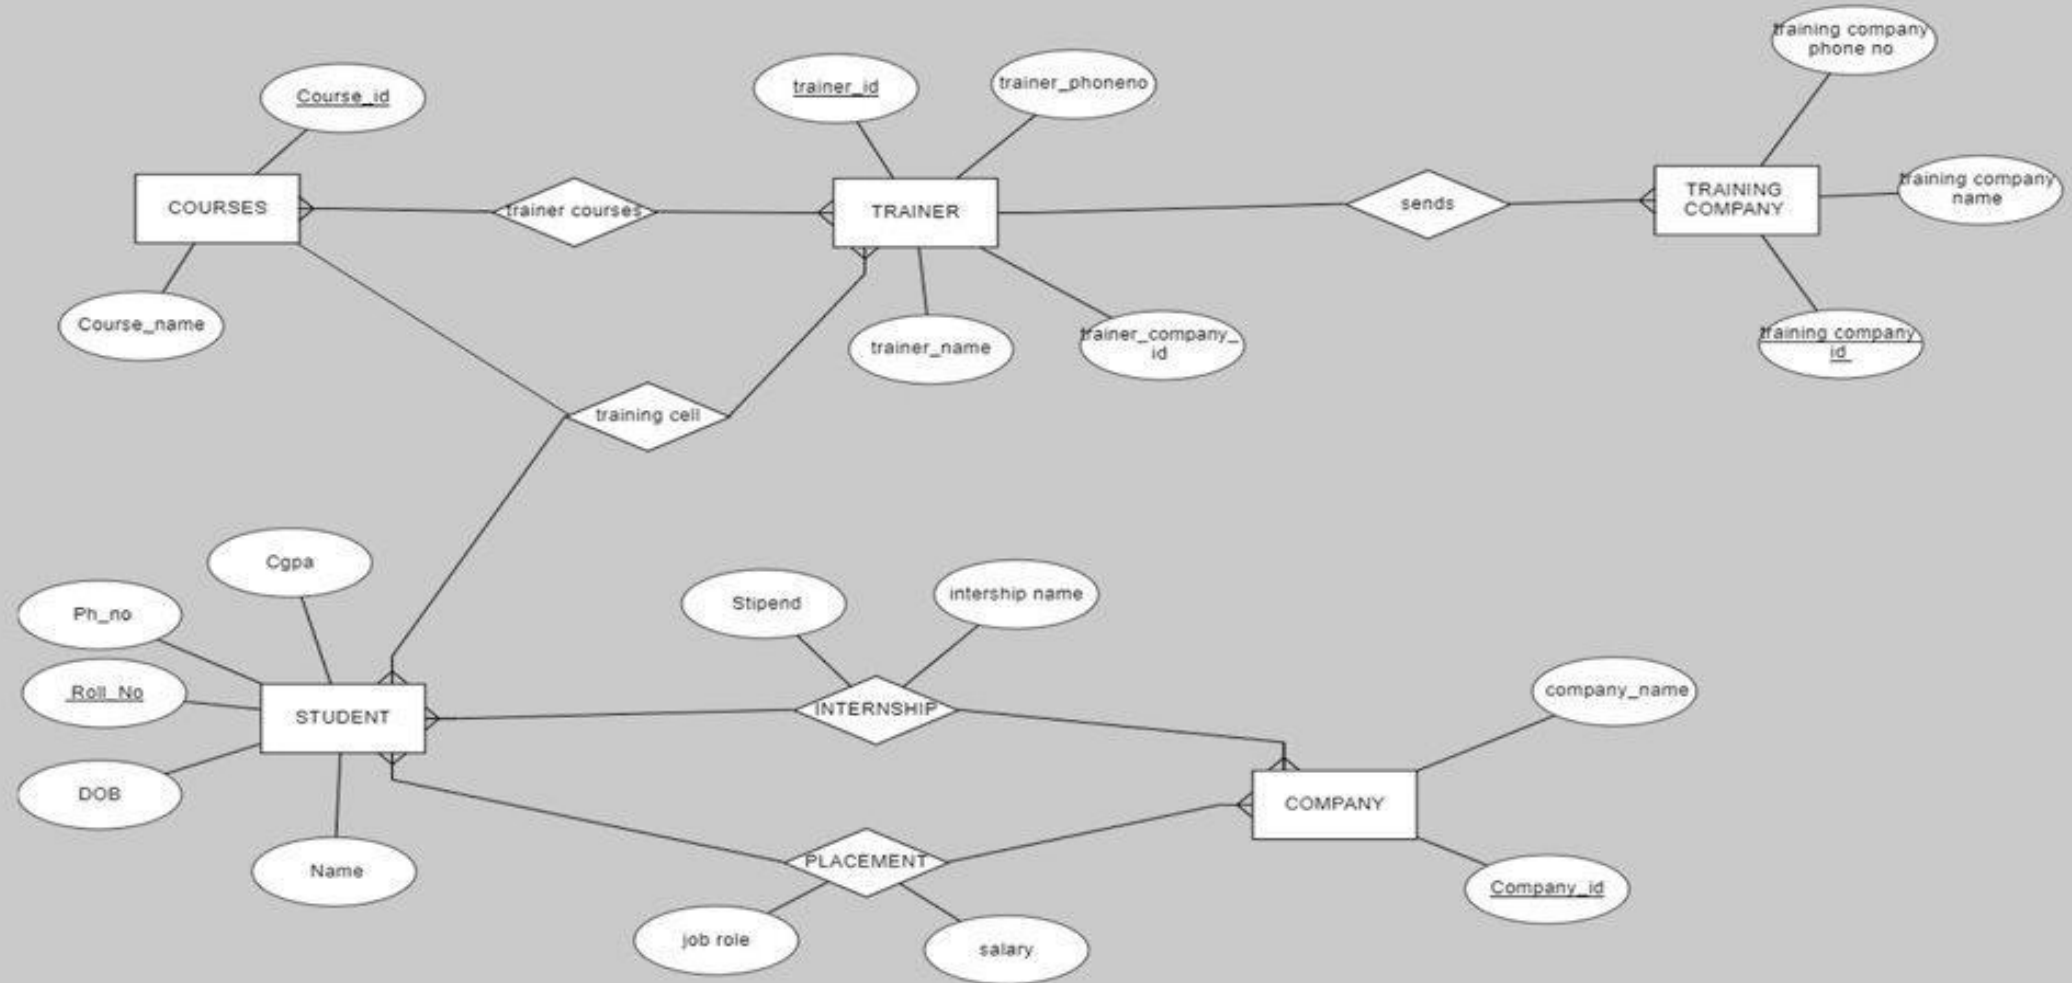 training company
phone no
Course_id
trainer_id
trainer_phoneno
COURSES
trainer courses
TRAINER
sends
TRAINING
COMPANY
training company
name
Course_name
trainer_name
trainer_company_
id
training company
id
training cell
Cgpa
Ph_no
Stipend
intership name
Roll_No
STUDENT
INTERNSHIP
company_name
DOB
COMPANY
Name
PLACEMENT
Company_id
job role
salary